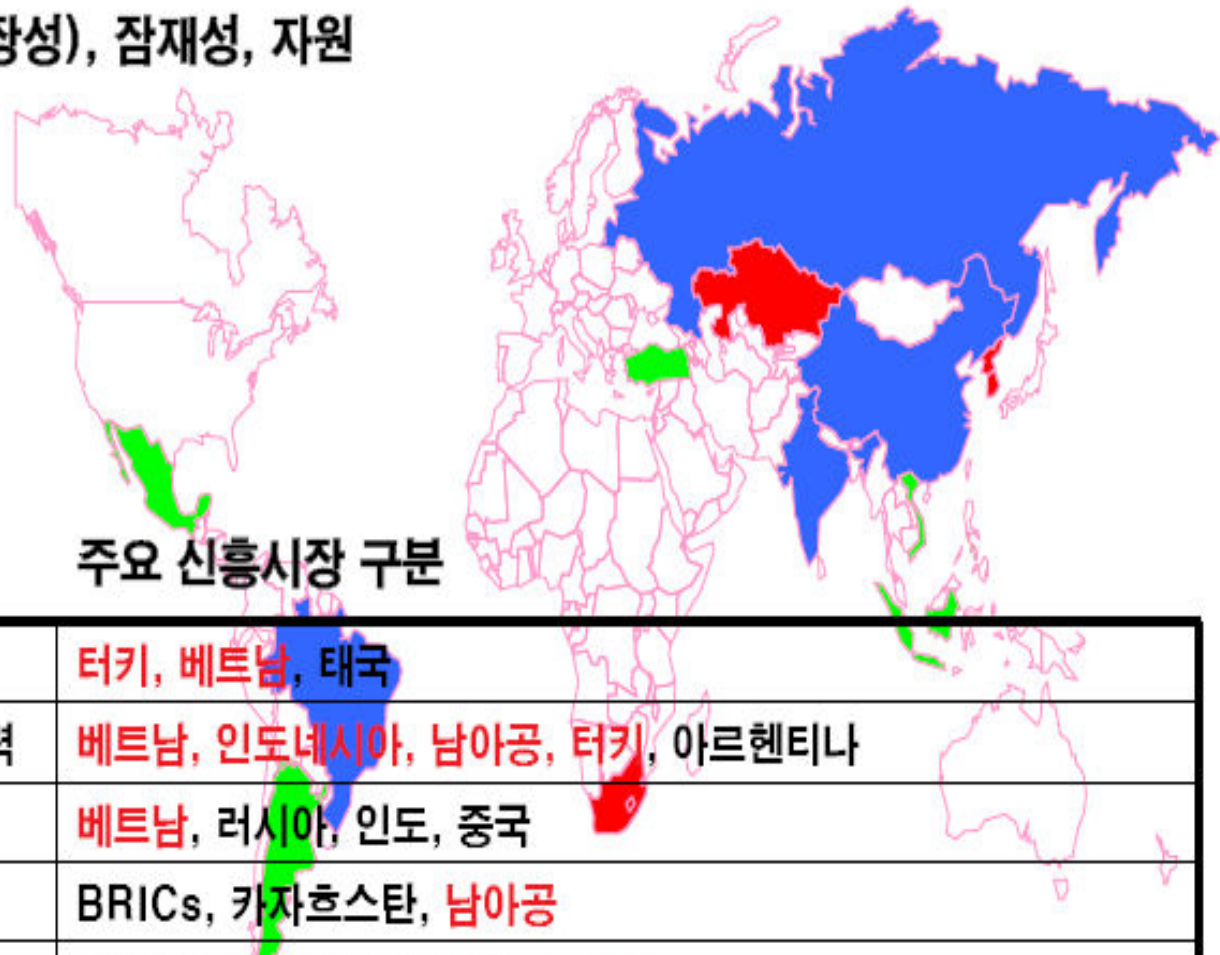 장성), 잠재성, 자원
주요 신흥시장 구분
터키, 베트남, 태국
력 베트남, 인도네시아, 남아공, 터키, 아르헨티나
베트남, 러시아, 인도, 중국
BRICs, 카자흐스탄, 남아공